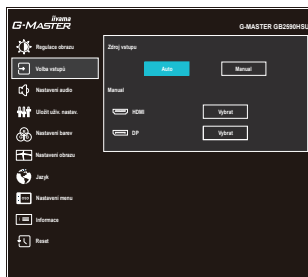 iiyama
G-MASTER
G-MASTER GB2590HSU
Regulace obrazu
Volba vstupů
Nastavení audio
Uložit uživ. nastav.
Nastavení barev
Nastavení obrazu
Jazyk
Nastavení menu
Informace
Reset
Zdroj vstupu
Auto
Manual
Manual
HDMI
Vybrat
DP
Vybrat